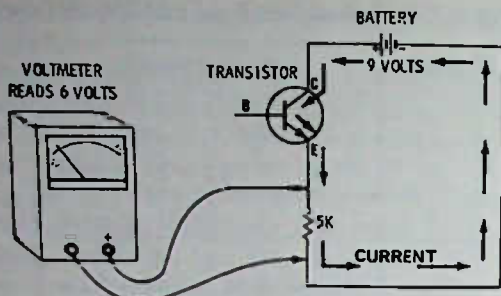 BATTERY
VOLTMETER
READS 6 VOLTS
TRANSISTOR
9 VOLTS
C
B
E
5K
CURRENT
- +